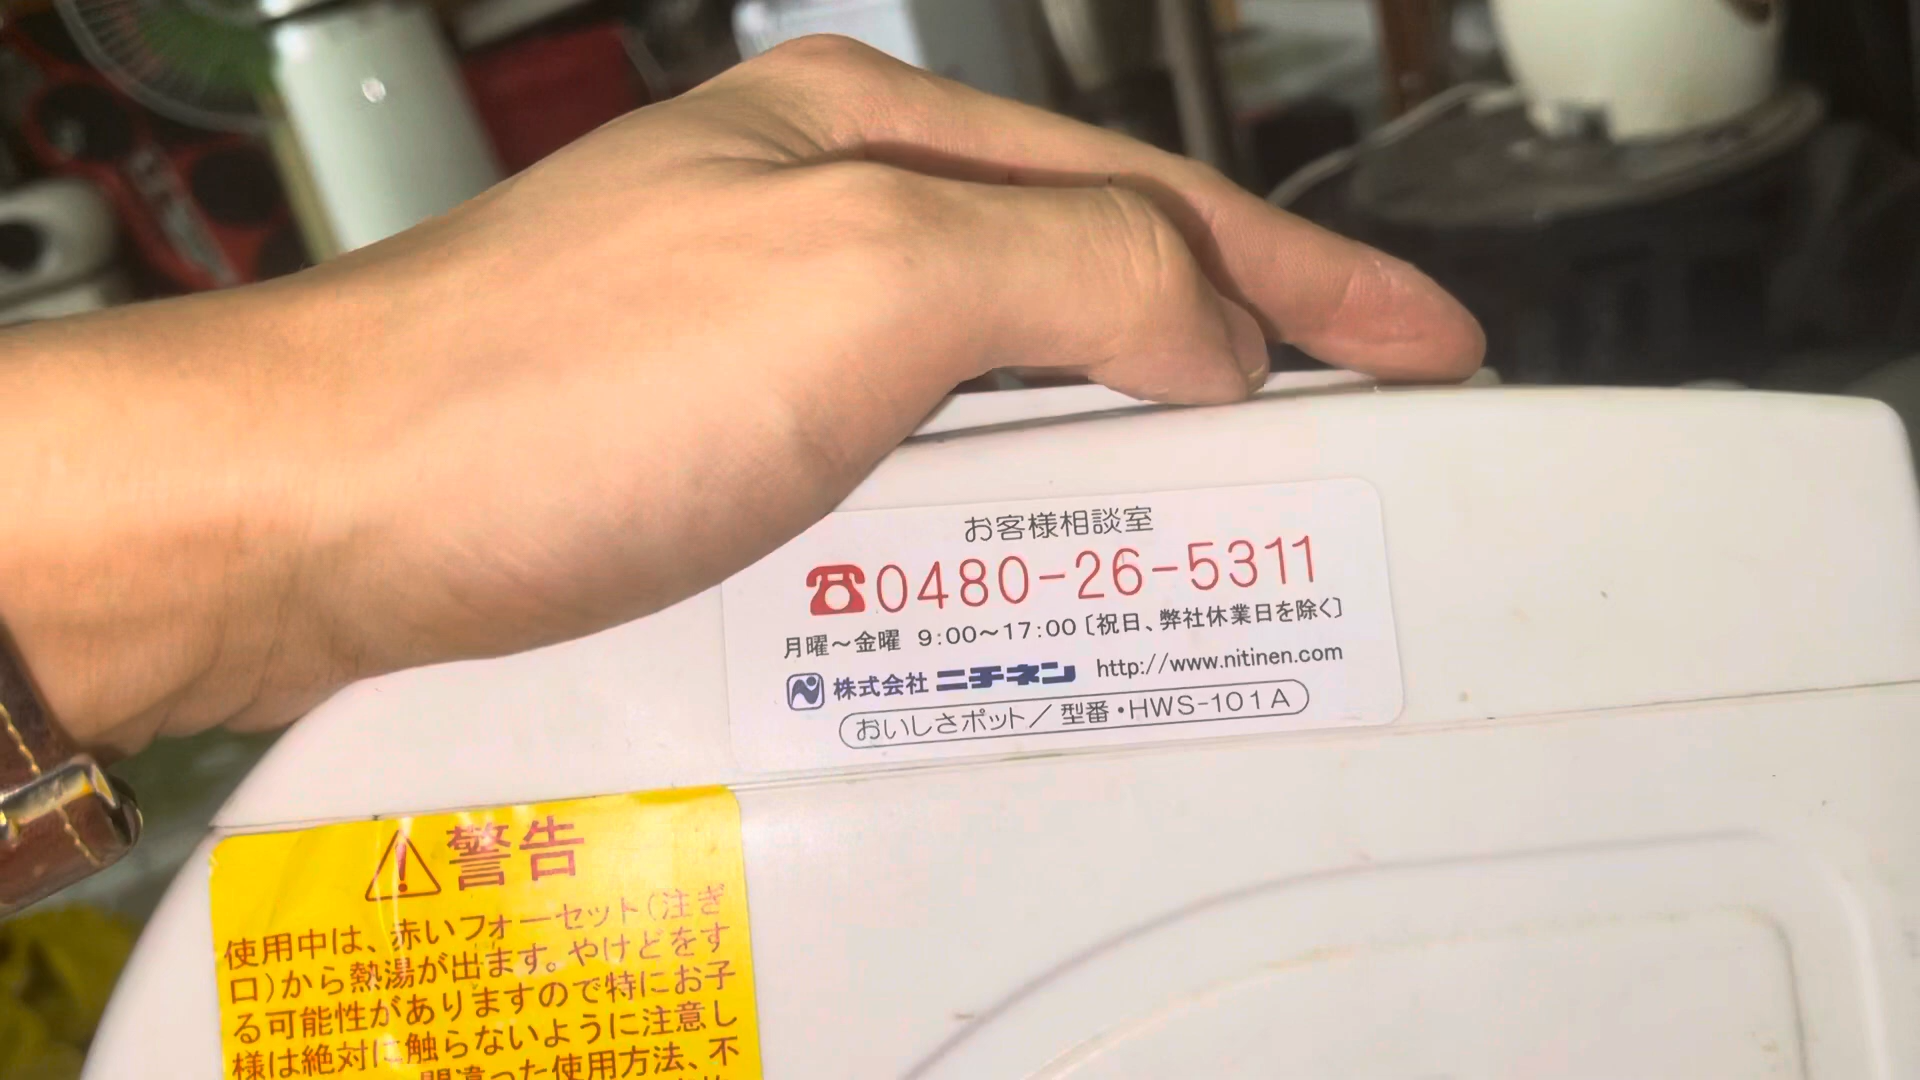 お客様相談室
☎0480-26-5311
月曜～金曜 9:00～17:00〔祝日、弊社休業日を除く〕
株式会社 ニチネン http://www.nitinen.com
おいしさポット／型番・HWS-101A
⚠警告
使用中は、赤いフォーセット（注ぎ
口）から熱湯が出ます。やけどをす
る可能性がありますので特にお子
様は絶対に触らないように注意し
間違った使用方法、不